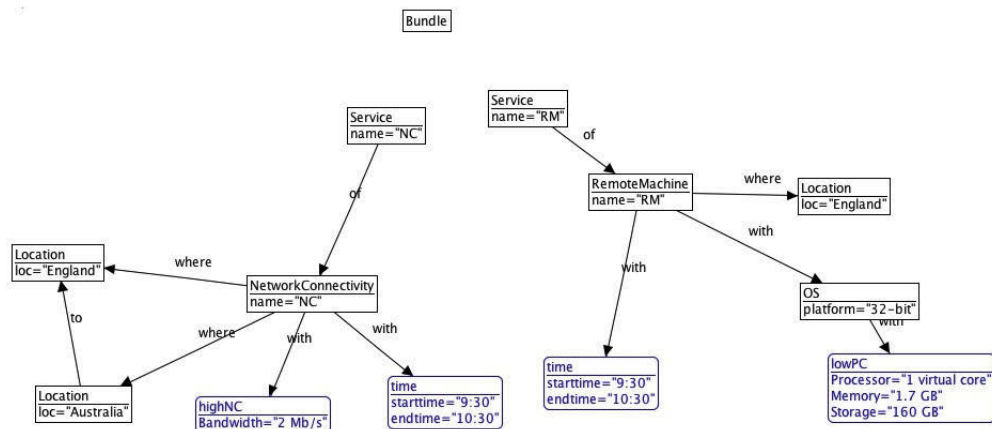 Bundle
Service
name="NC"
Service
name="RM"
of
of
RemoteMachine
name="RM"
where
Location
loc="England"
with
with
Location
loc="England"
where
NetworkConnectivity
name="NC"
OS
platform="32-bit"
with
to
where
with
with
time
starttime="9:30"
endtime="10:30"
lowPC
Processor="1 virtual core"
Memory="1.7 GB"
Storage="160 GB"
Location
loc="Australia"
highNC
Bandwidth="2 Mb/s"
time
starttime="9:30"
endtime="10:30"